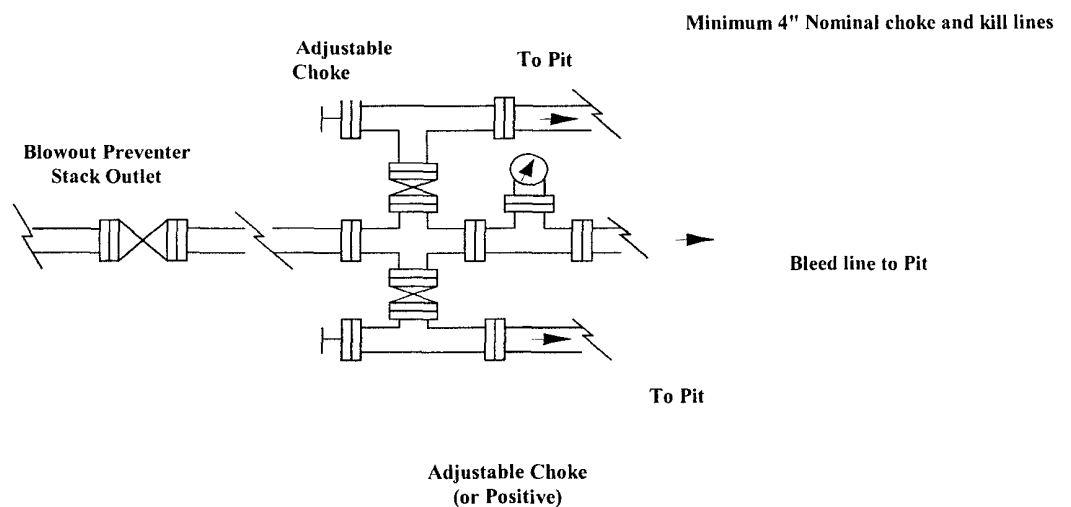 Minimum 4" Nominal choke and kill lines
Adjustable
Choke
To Pit
Blowout Preventer
Stack Outlet
Bleed line to Pit
To Pit
Adjustable Choke
(or Positive)